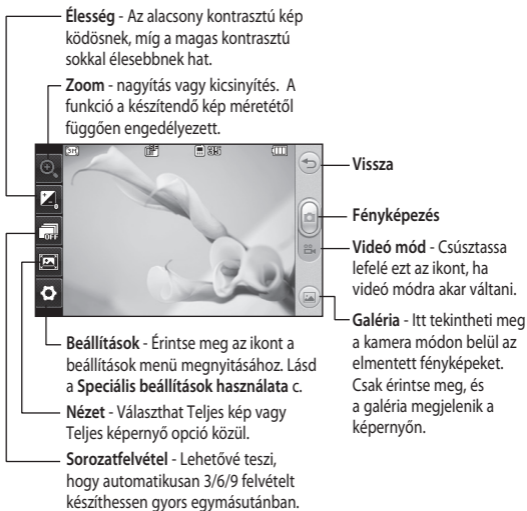 Élesség - Az alacsony kontrasztú kép
ködösnek, míg a magas kontrasztú
sokkal élesebbnek hat.
Zoom - nagyítás vagy kicsinyítés. A
funkció a készítendő kép méretétől
függően engedélyezett.
3M
35
OFF
Vissza
Fényképezés
Videó mód - Csúsztassa
lefelé ezt az ikont, ha
videó módra akar váltani.
Galéria - Itt tekintheti meg
a kamera módon belül az
elmentett fényképeket.
Csak érintse meg, és
a galéria megjelenik a
képernyőn.
Beállítások - Érintse meg az ikont a
beállítások menü megnyitásához. Lásd
a Speciális beállítások használata c.
Nézet - Választhat Teljes kép vagy
Teljes képernyő opció közül.
Sorozatfelvétel - Lehetővé teszi,
hogy automatikusan 3/6/9 felvételt
készíthessen gyors egymásutánban.